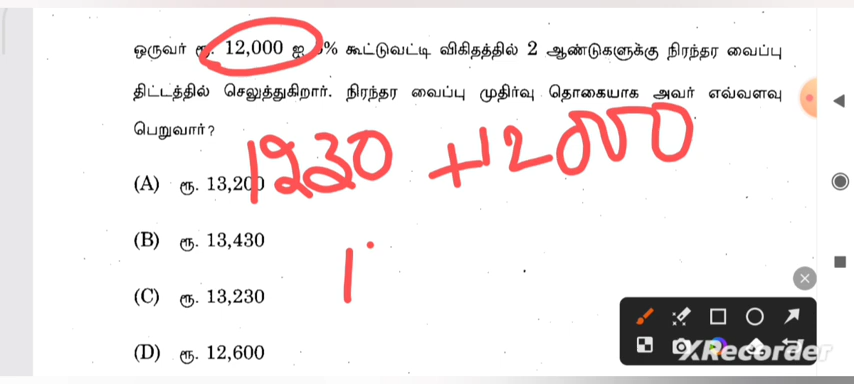 ஒருவர் ரூ. 12,000 ஐ % கூட்டுவட்டி விகிதத்தில் 2 ஆண்டுகளுக்கு நிரந்தர வைப்பு
திட்டத்தில் செலுத்துகிறார். நிரந்தர வைப்பு முதிர்வு தொகையாக அவர் எவ்வளவு
பெறுவார்?
1230 +12000
(A) ரூ. 13,200
(B) ரூ. 13,430
(C) ரூ. 13,230
(D) ரூ. 12,600
XRecorder